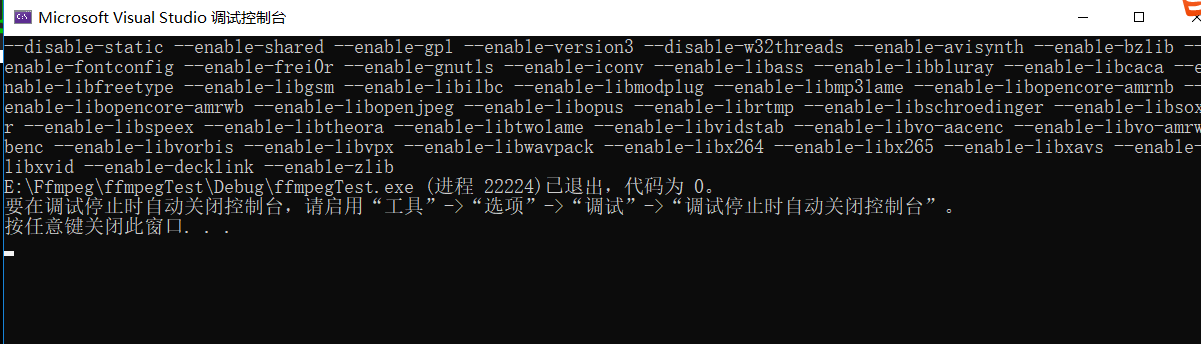 Microsoft Visual Studio 调试控制台
--disable-static --enable-shared --enable-gpl --enable-version3 --disable-w32threads --enable-avisynth --enable-bzlib --
enable-fontconfig --enable-frei0r --enable-gnutls --enable-iconv --enable-libass --enable-libbluray --enable-libcaca --e
nable-libfreetype --enable-libgsm --enable-libilbc --enable-libmodplug --enable-libmp3lame --enable-libopencore-amrnb --
enable-libopencore-amrwb --enable-libopenjpeg --enable-libopus --enable-librtmp --enable-libschroedinger --enable-libsox
r --enable-libspeex --enable-libtheora --enable-libtwolame --enable-libvidstab --enable-libvo-aacenc --enable-libvo-amrw
benc --enable-libvorbis --enable-libvpx --enable-libwavpack --enable-libx264 --enable-libx265 --enable-libxavs --enable-
libxvid --enable-decklink --enable-zlib
E:\Ffmpeg\ffmpegTest\Debug\ffmpegTest.exe (进程 22224)已退出，代码为 0。
要在调试停止时自动关闭控制台，请启用“工具”->“选项”->“调试”->“调试停止时自动关闭控制台”。
按任意键关闭此窗口. . .